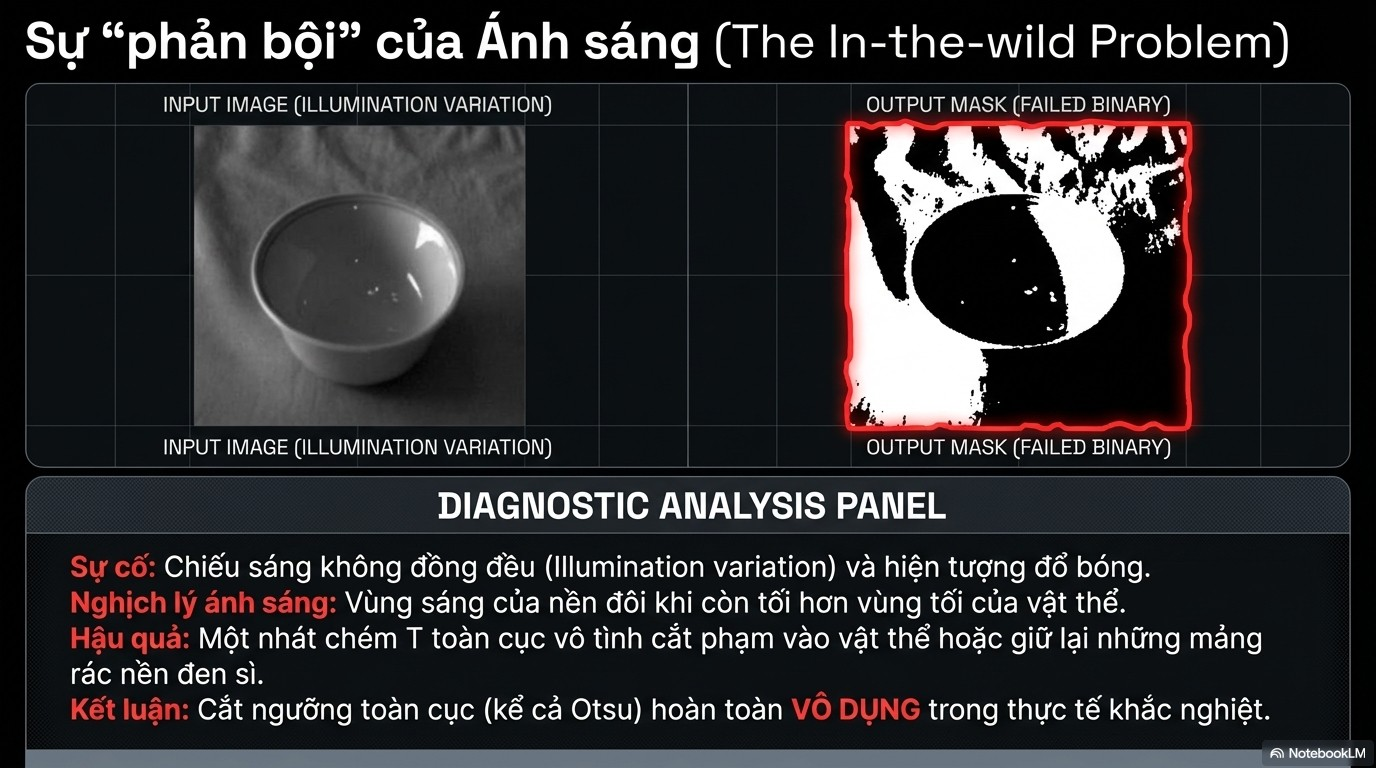 Sự “phản bội” của Ánh sáng (The In-the-wild Problem)
INPUT IMAGE (ILLUMINATION VARIATION)
OUTPUT MASK (FAILED BINARY)
INPUT IMAGE (ILLUMINATION VARIATION)
OUTPUT MASK (FAILED BINARY)
DIAGNOSTIC ANALYSIS PANEL
Sự cố: Chiếu sáng không đồng đều (Illumination variation) và hiện tượng đổ bóng.
Nghịch lý ánh sáng: Vùng sáng của nền đôi khi còn tối hơn vùng tối của vật thể.
Hậu quả: Một nhát chém T toàn cục vô tình cắt phạm vào vật thể hoặc giữ lại những mảng
rác nền đen sì.
Kết luận: Cắt ngưỡng toàn cục (kể cả Otsu) hoàn toàn VÔ DỤNG trong thực tế khắc nghiệt.
NotebookLM